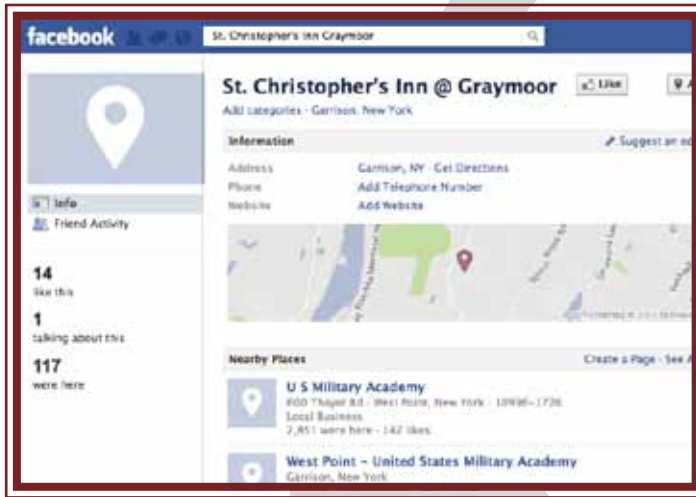 facebook
St. Christopher's Inn Graymoor
St. Christopher's Inn @ Graymoor
Like
Add categories · Garrison, New York
Information
Suggest an
Address
Garrison, NY · Get Directions
Phone
Add Telephone Number
Website
Add Website
Info
Friend Activity
14
like this
1
talking about this
117
were here
Nearby Places
Create a Page · See
U S Military Academy
600 Thayer Rd · West Point, New York · 10996-1726
Local Business
2,851 were here · 142 likes
West Point - United States Military Academy
Garrison, New York